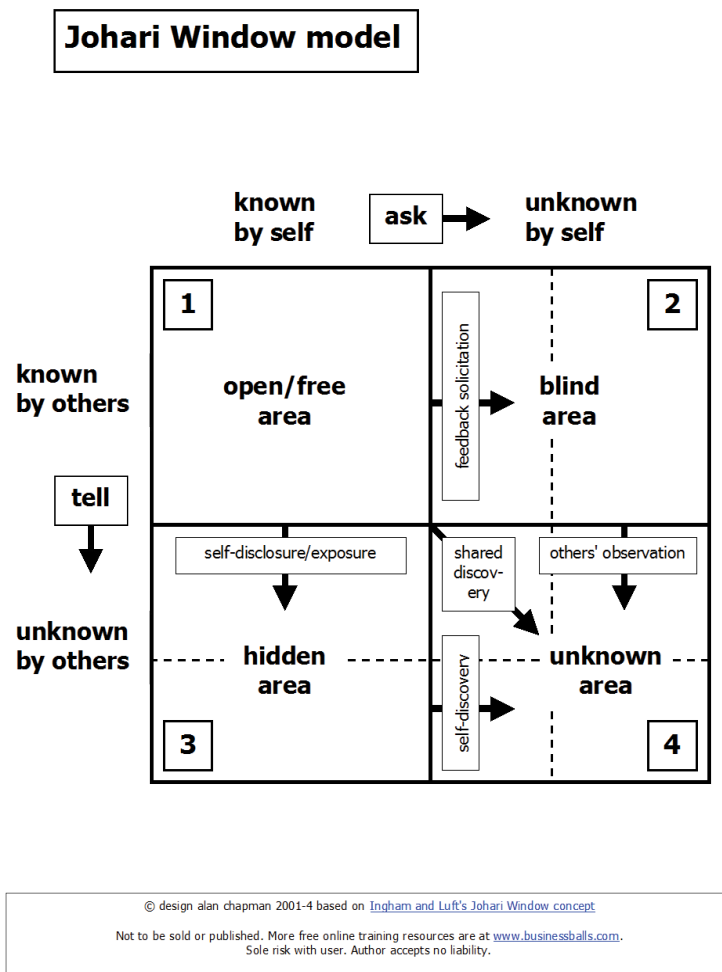 Johari Window model
known
by self
ask
unknown
by self
1
2
known
by others
open/free
area
feedback solicitation
blind
area
tell
self-disclosure/exposure
shared
discov-
ery
others' observation
unknown
by others
hidden
area
self-discovery
unknown
area
3
4
© design alan chapman 2001-4 based on Ingham and Luft's Johari Window concept
Not to be sold or published. More free online training resources are at www.businessballs.com.
Sole risk with user. Author accepts no liability.